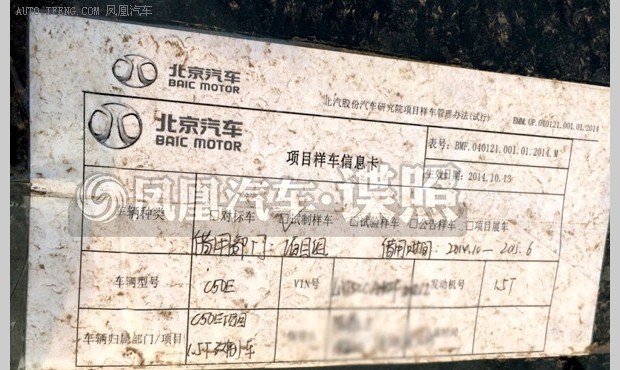 AUTO.IFENG.COM 凤凰汽车
北京汽车
BAIC MOTOR
北汽股份汽车研究院项目样车管理办法(试行) BMW.GP.040121.001.01/2014
北京汽车
BAIC MOTOR
项目样车信息卡
表号: BMF.040121.001.01.2014.M
生效日期: 2014.10.13
凤凰汽车·谍照
车辆种类 □对标车 □试制样车 □试验样车 □公告样车 □项目展车
借用部门: 项目组 借用时间: 2014.10—2015.6
车辆型号 C50E VIN号 发动机号 1.5T
车辆归属部门/项目 C50E项目
1.5T 车